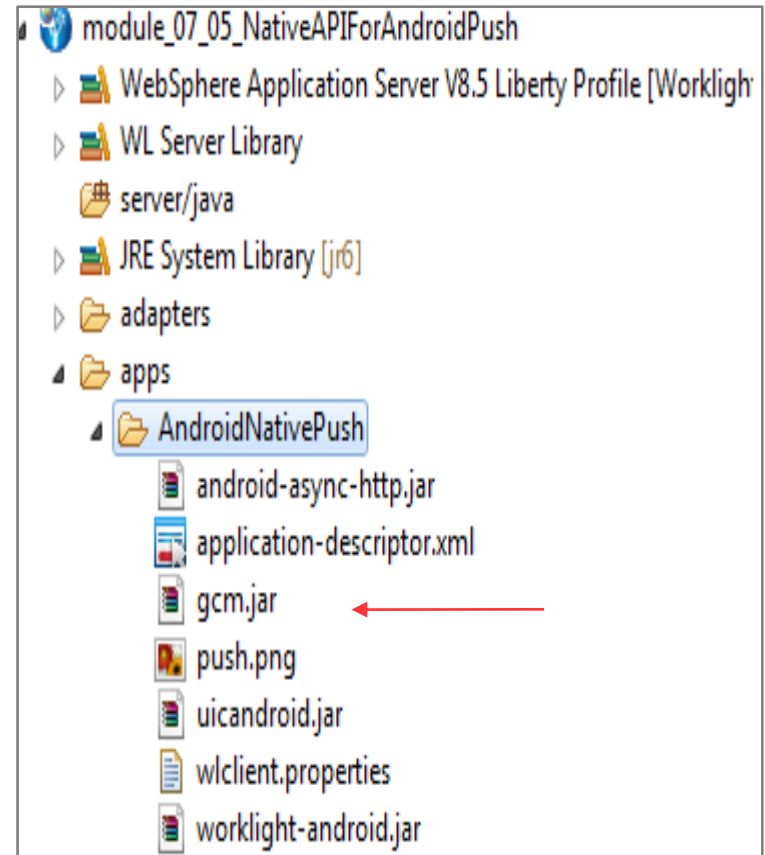 module_07_05_NativeAPIForAndroidPush
WebSphere Application Server V8.5 Liberty Profile [Worklight
WL Server Library
server/java
JRE System Library [jr6]
adapters
apps
AndroidNativePush
android-async-http.jar
application-descriptor.xml
gcm.jar
push.png
uicandroid.jar
wlclient.properties
worklight-android.jar